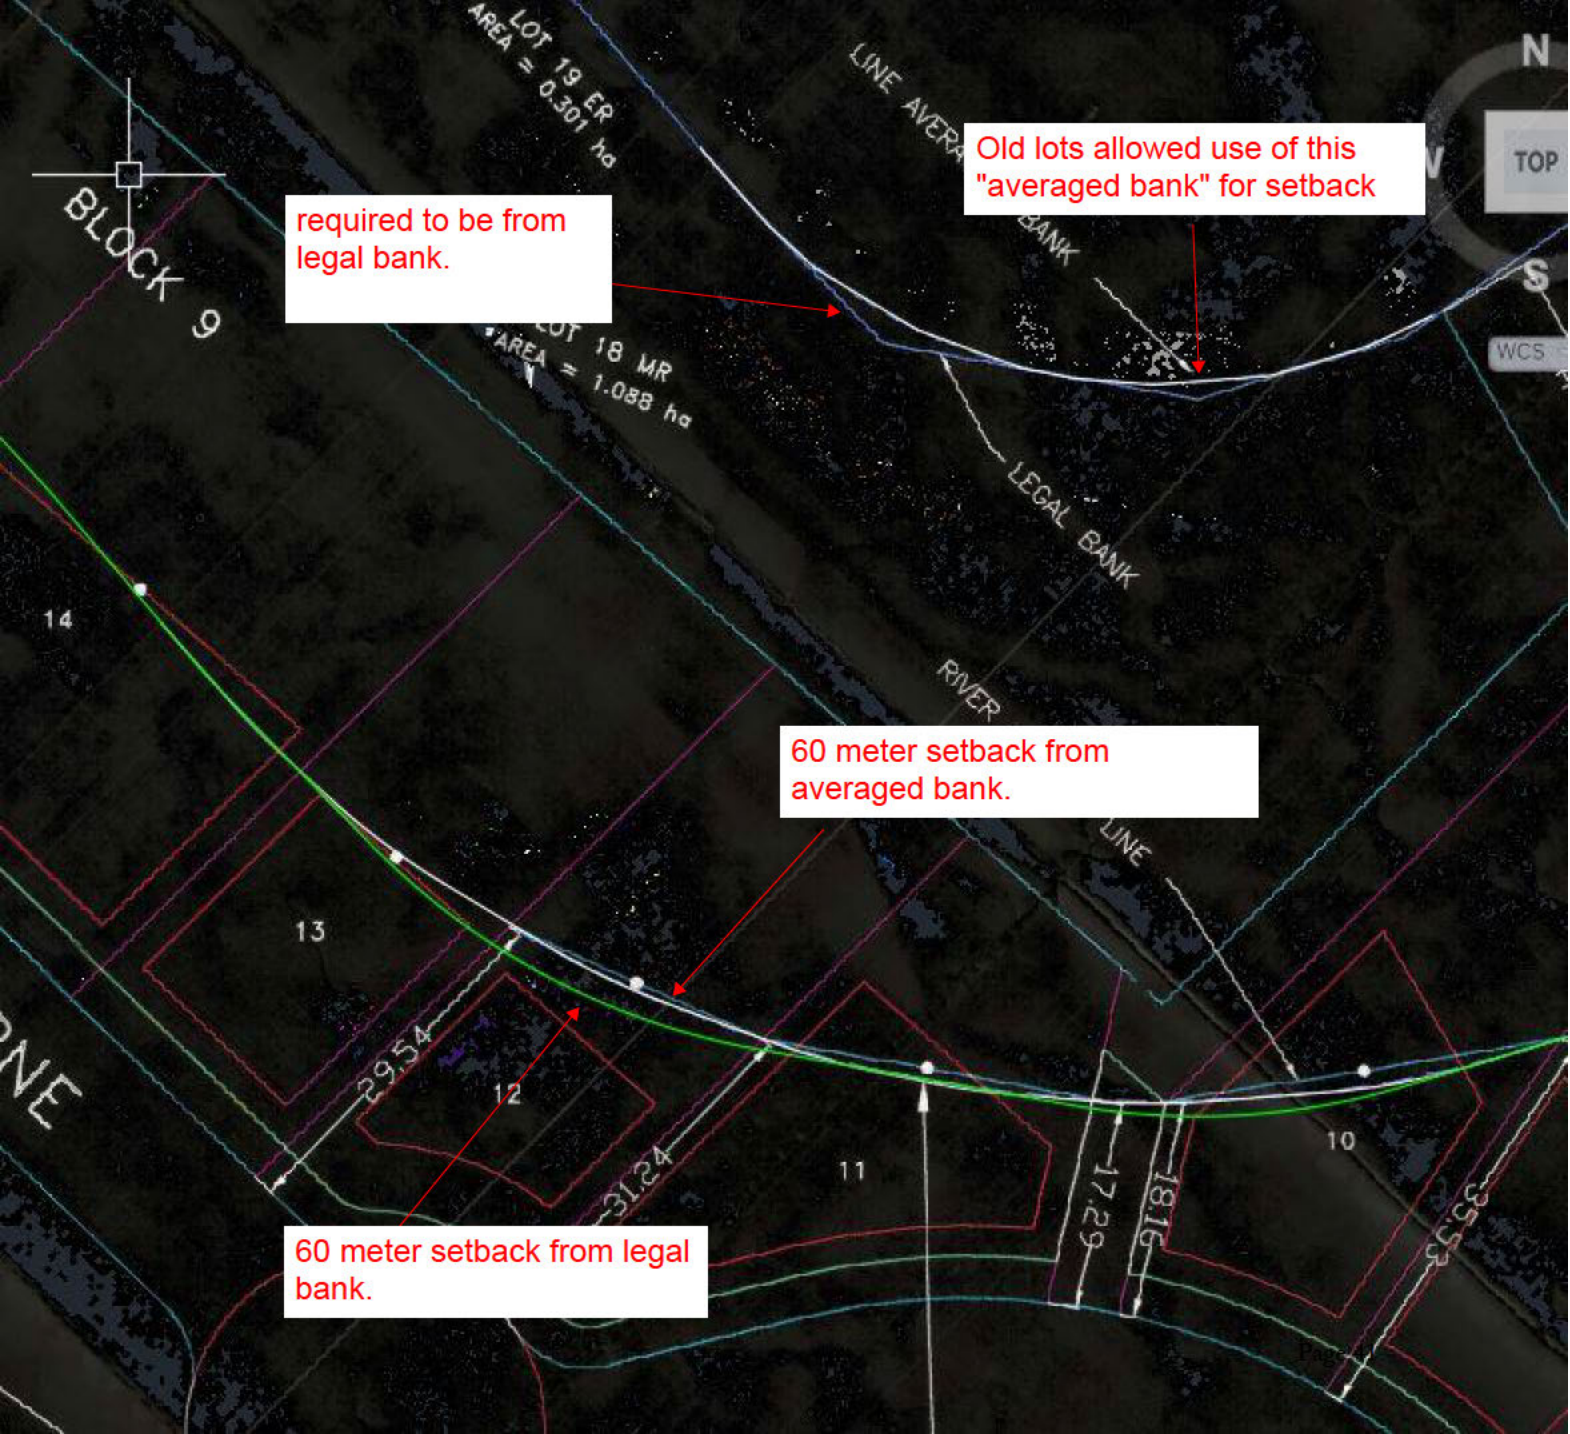 LOT 19 ER
AREA = 0.301 ha
LINE AVERA
N
TOP
S
WCS
Old lots allowed use of this
"averaged bank" for setback
BANK
required to be from
legal bank.
BLOCK 9
LOT 18 MR
AREA = 1.088 ha
LEGAL BANK
14
RIVER
60 meter setback from
averaged bank.
LINE
13
29.54
12
31.24
11
17.29
18.16
10
35.53
60 meter setback from legal
bank.